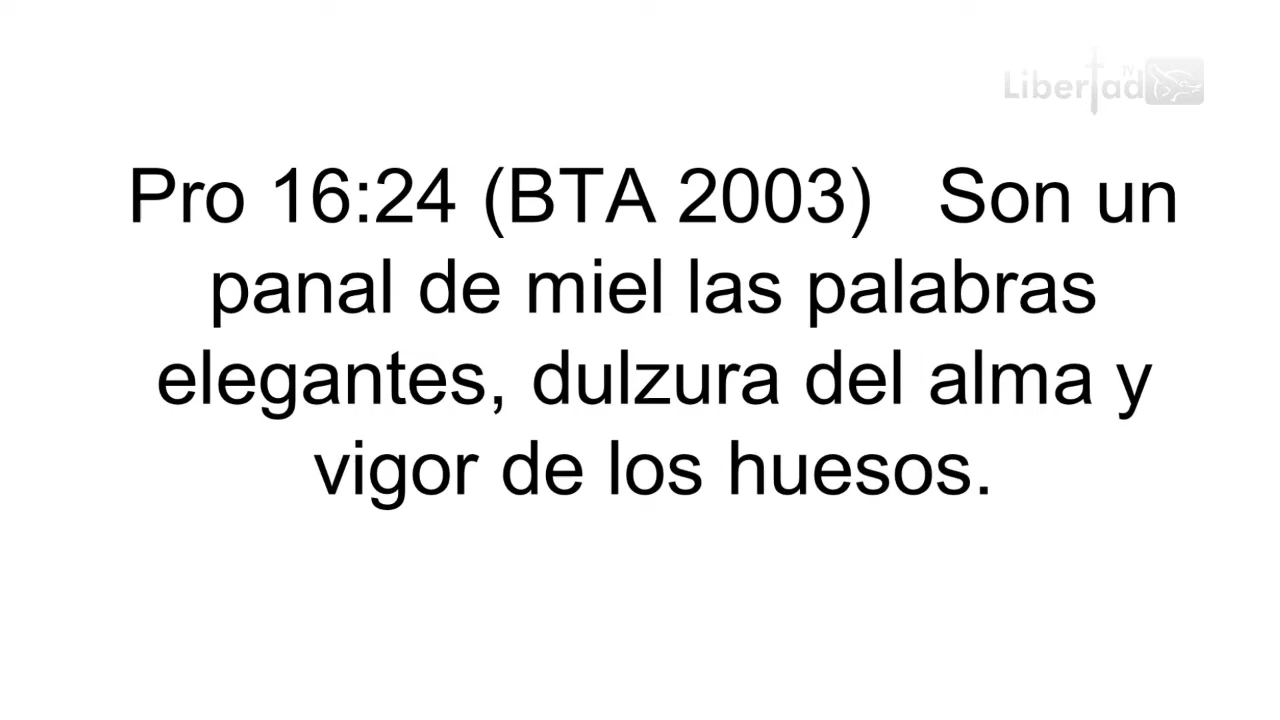 Libertad TV
Pro 16:24 (BTA 2003) Son un
panal de miel las palabras
elegantes, dulzura del alma y
vigor de los huesos.